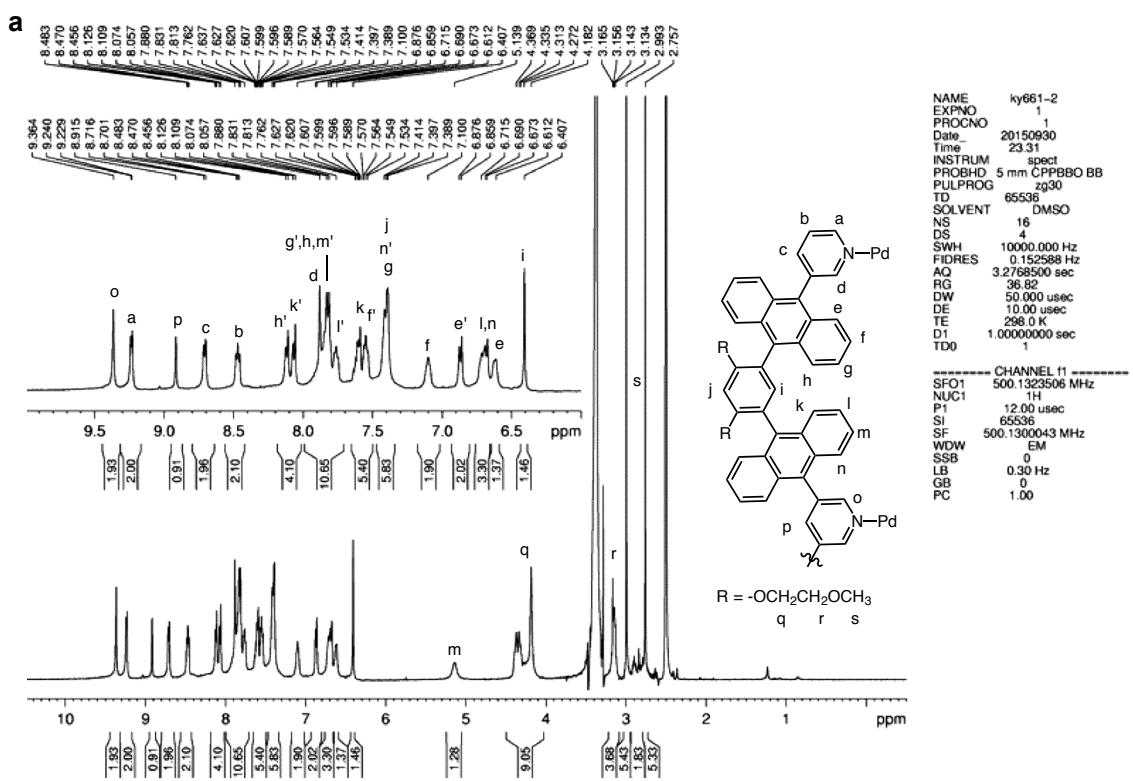 a
8.483 8.470 8.456 8.126 8.109 8.074 8.057 7.880 7.831 7.813 7.762 7.637 7.627 7.620 7.607 7.599 7.596 7.589 7.570 7.564 7.549 7.534 7.414 7.397 7.389 7.100 6.876 6.859 6.715 6.690 6.673 6.612 6.407 5.139 4.369 4.335 4.313 4.272 4.182 3.165 3.156 3.143 3.134 2.993 2.757
9.364 9.240 9.229 8.915 8.716 8.701 8.483 8.470 8.456 8.126 8.109 8.074 8.057 7.880 7.831 7.813 7.762 7.627 7.620 7.607 7.599 7.596 7.589 7.570 7.564 7.549 7.534 7.414 7.397 7.389 7.100 6.876 6.859 6.715 6.690 6.673 6.612 6.407
o a p c b h' k' g',h,m' d l' k f' j n' g f e' l,n e i
9.5 9.0 8.5 8.0 7.5 7.0 6.5 ppm
1.93 2.00 0.91 1.96 2.10 4.10 10.65 5.40 5.83 1.90 2.02 3.30 1.37 1.46
m q r s
10 9 8 7 6 5 4 3 2 1 ppm
1.93 2.00 0.91 1.96 2.10 4.10 10.65 5.40 5.83 1.90 2.02 3.30 1.37 1.46 1.28 9.05 3.68 5.43 1.83 5.33
b a
c N Pd
d
e
f
R g
h
j i
k l
R m
n
o
p N Pd
R = -OCH₂CH₂OCH₃
q r s
NAME ky661-2
EXPNO 1
PROCNO 1
Date_ 20150930
Time 23.31
INSTRUM spect
PROBHD 5 mm CPPBBO BB
PULPROG zg30
TD 65536
SOLVENT DMSO
NS 16
DS 4
SWH 10000.000 Hz
FIDRES 0.152588 Hz
AQ 3.2768500 sec
RG 36.82
DW 50.000 usec
DE 10.00 usec
TE 298.0 K
D1 1.00000000 sec
TD0 1
======== CHANNEL f1 ========
SFO1 500.1323506 MHz
NUC1 1H
P1 12.00 usec
SI 65536
SF 500.1300043 MHz
WDW EM
SSB 0
LB 0.30 Hz
GB 0
PC 1.00